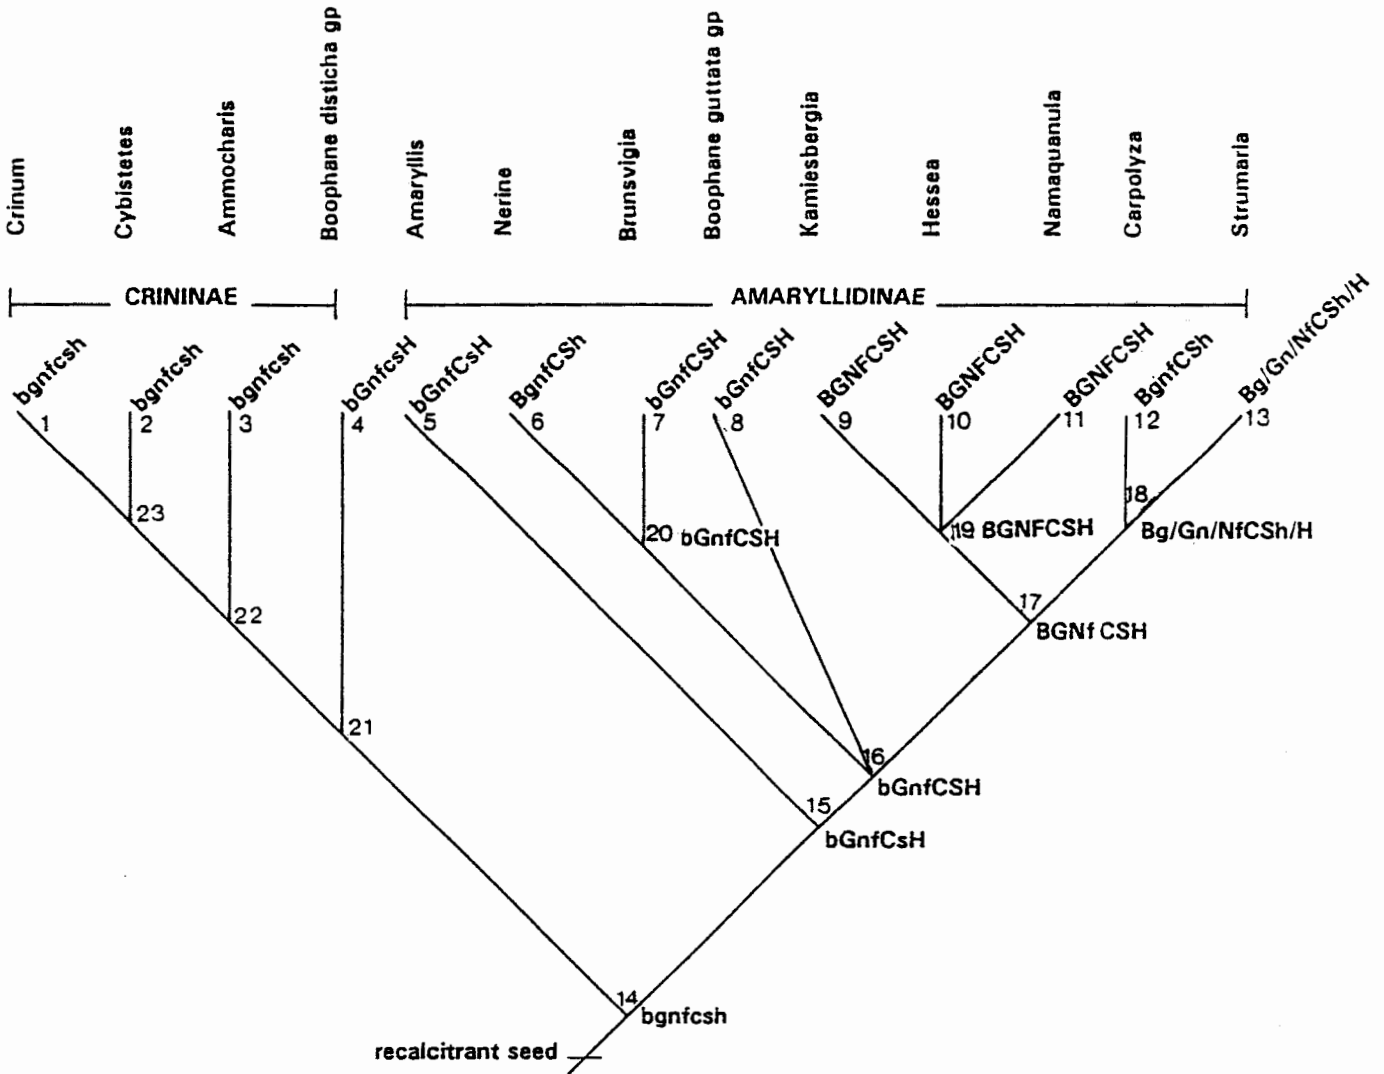 Crinum
Cybistetes
Ammocharis
Boophane disticha gp
Amaryllis
Nerine
Brunsvigia
Boophane guttata gp
Kamiesbergia
Hessea
Namaquanula
Carpolyza
Strumaria
CRININAE
AMARYLLIDINAE
bgnfcsh
bgnfcsh
bgnfcsh
bGnfcsH
bGnfCsH
BgnfCSh
bGnfCSH
bGnfCSH
BGNFCSH
BGNFCSH
BGNFCSH
BgnfCSh
Bg/Gn/NfCSh/H
1
2
3
4
5
6
7
8
9
10
11
12
13
18
Bg/Gn/NfCSh/H
23
20 bGnfCSH
19 BGNFCSH
17
BGNfCSH
22
21
16
bGnfCSH
15
bGnfCsH
14
bgnfcsh
recalcitrant seed